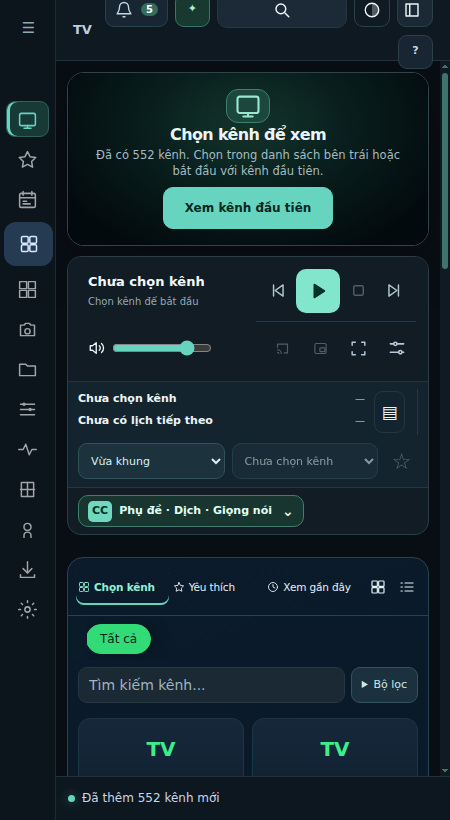 TV
5
?
Chọn kênh để xem
Đã có 552 kênh. Chọn trong danh sách bên trái hoặc
bắt đầu với kênh đầu tiên.
Xem kênh đầu tiên
Chưa chọn kênh
Chọn kênh để bắt đầu
Chưa chọn kênh —
Chưa có lịch tiếp theo —
Vừa khung
Chưa chọn kênh
CC Phụ đề · Dịch · Giọng nói
Chọn kênh
Yêu thích
Xem gần đây
Tất cả
Tìm kiếm kênh...
Bộ lọc
TV
TV
Đã thêm 552 kênh mới